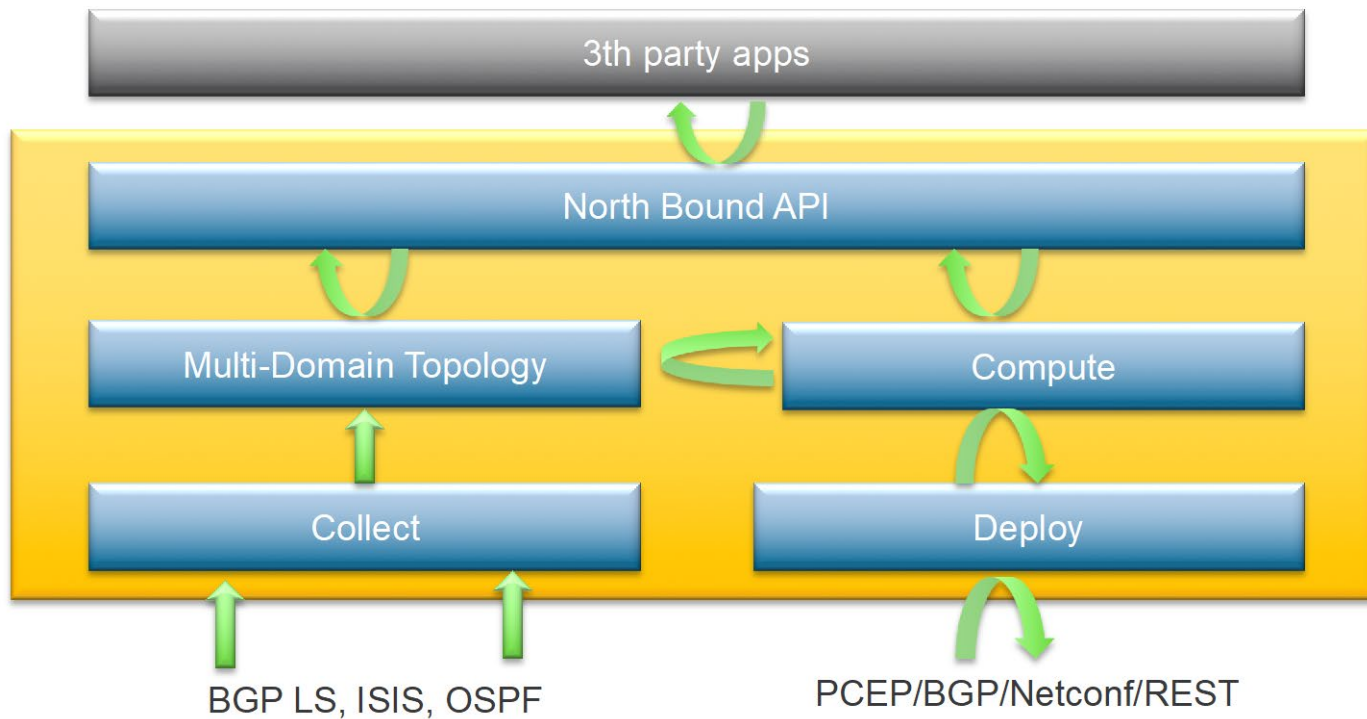 3th party apps
North Bound API
Multi-Domain Topology
Compute
Collect
Deploy
BGP LS, ISIS, OSPF
PCEP/BGP/Netconf/REST